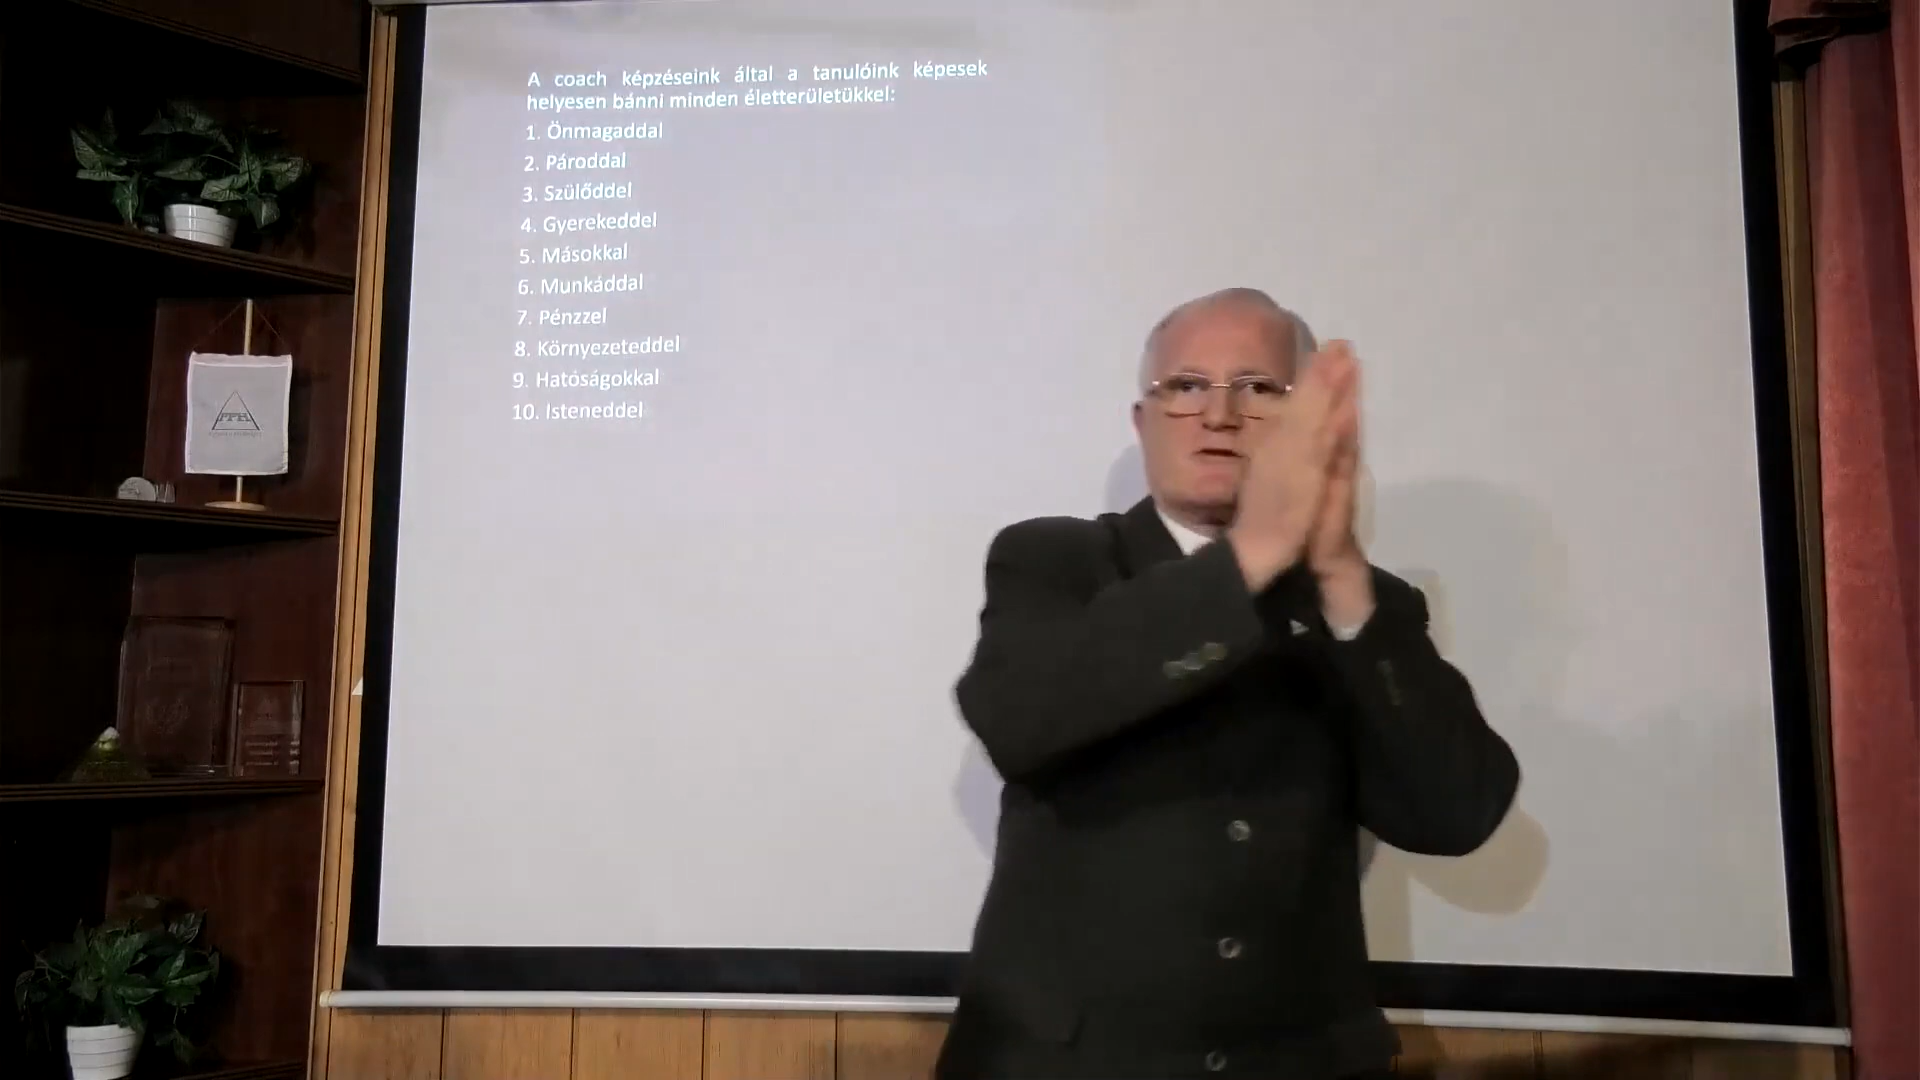 A coach képzéseink által a tanulóink képesek
helyesen bánni minden életterületükkel:
1. Önmagaddal
2. Pároddal
3. Szülőddel
4. Gyerekeddel
5. Másokkal
6. Munkáddal
7. Pénzzel
8. Környezeteddel
9. Hatóságokkal
10. Isteneddel